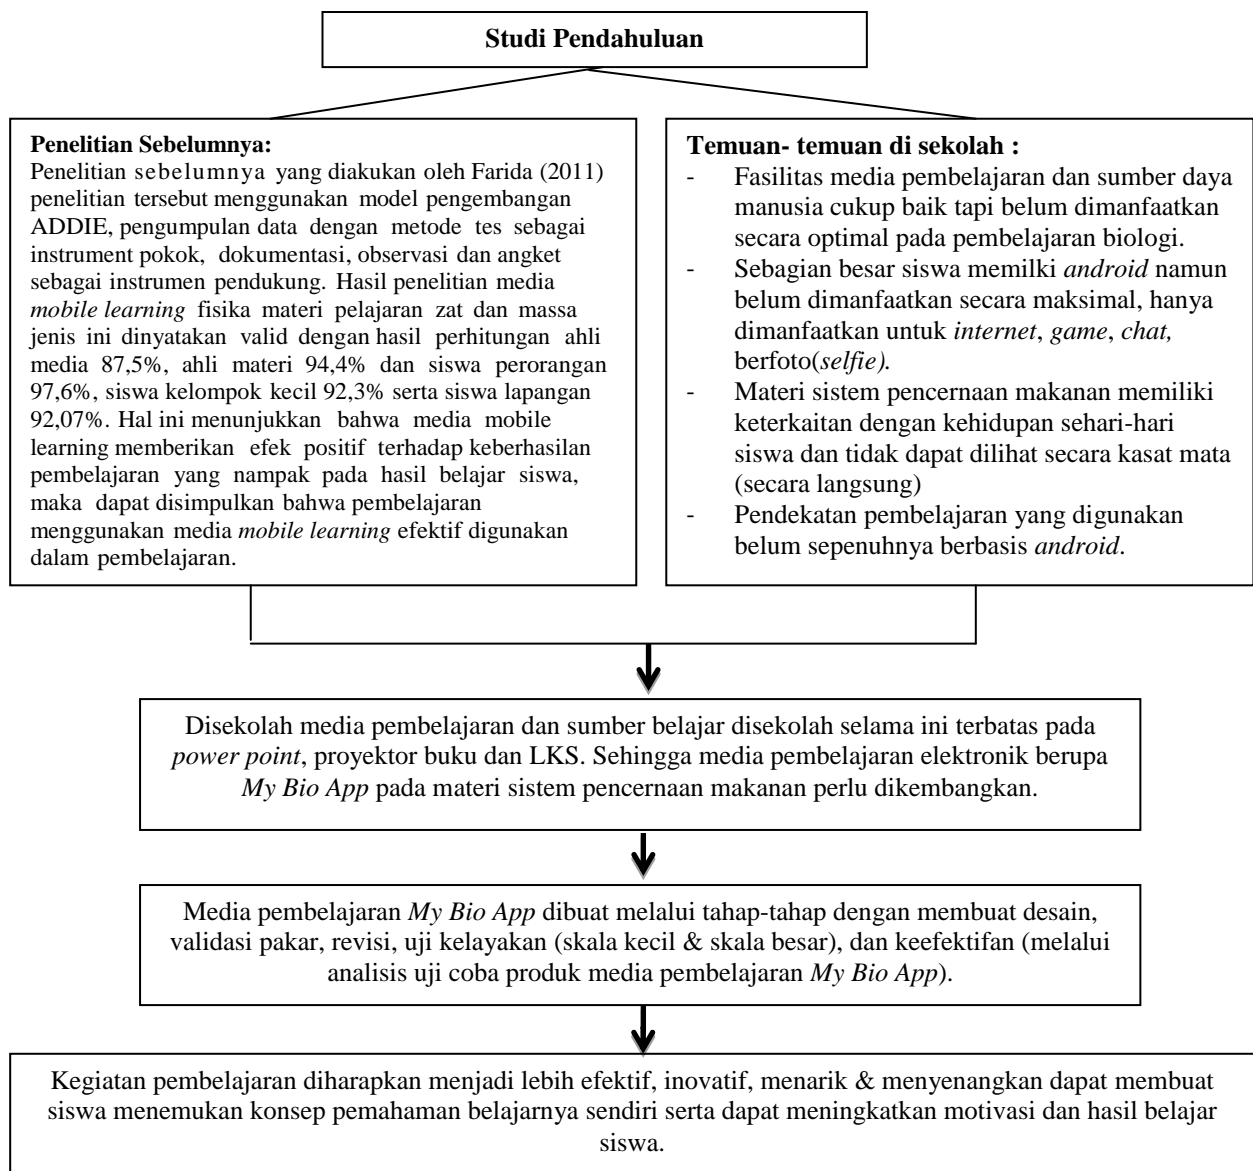 Studi Pendahuluan
Penelitian Sebelumnya:
Penelitian sebelumnya yang diakukan oleh Farida (2011)
penelitian tersebut menggunakan model pengembangan
ADDIE, pengumpulan data dengan metode tes sebagai
instrument pokok, dokumentasi, observasi dan angket
sebagai instrumen pendukung. Hasil penelitian media
mobile learning fisika materi pelajaran zat dan massa
jenis ini dinyatakan valid dengan hasil perhitungan ahli
media 87,5%, ahli materi 94,4% dan siswa perorangan
97,6%, siswa kelompok kecil 92,3% serta siswa lapangan
92,07%. Hal ini menunjukkan bahwa media mobile
learning memberikan efek positif terhadap keberhasilan
pembelajaran yang nampak pada hasil belajar siswa,
maka dapat disimpulkan bahwa pembelajaran
menggunakan media mobile learning efektif digunakan
dalam pembelajaran.
Temuan- temuan di sekolah :
- Fasilitas media pembelajaran dan sumber daya
manusia cukup baik tapi belum dimanfaatkan
secara optimal pada pembelajaran biologi.
- Sebagian besar siswa memilki android namun
belum dimanfaatkan secara maksimal, hanya
dimanfaatkan untuk internet, game, chat,
berfoto(selfie).
- Materi sistem pencernaan makanan memiliki
keterkaitan dengan kehidupan sehari-hari
siswa dan tidak dapat dilihat secara kasat mata
(secara langsung)
- Pendekatan pembelajaran yang digunakan
belum sepenuhnya berbasis android.
Disekolah media pembelajaran dan sumber belajar disekolah selama ini terbatas pada
power point, proyektor buku dan LKS. Sehingga media pembelajaran elektronik berupa
My Bio App pada materi sistem pencernaan makanan perlu dikembangkan.
Media pembelajaran My Bio App dibuat melalui tahap-tahap dengan membuat desain,
validasi pakar, revisi, uji kelayakan (skala kecil & skala besar), dan keefektifan (melalui
analisis uji coba produk media pembelajaran My Bio App).
Kegiatan pembelajaran diharapkan menjadi lebih efektif, inovatif, menarik & menyenangkan dapat membuat
siswa menemukan konsep pemahaman belajarnya sendiri serta dapat meningkatkan motivasi dan hasil belajar
siswa.